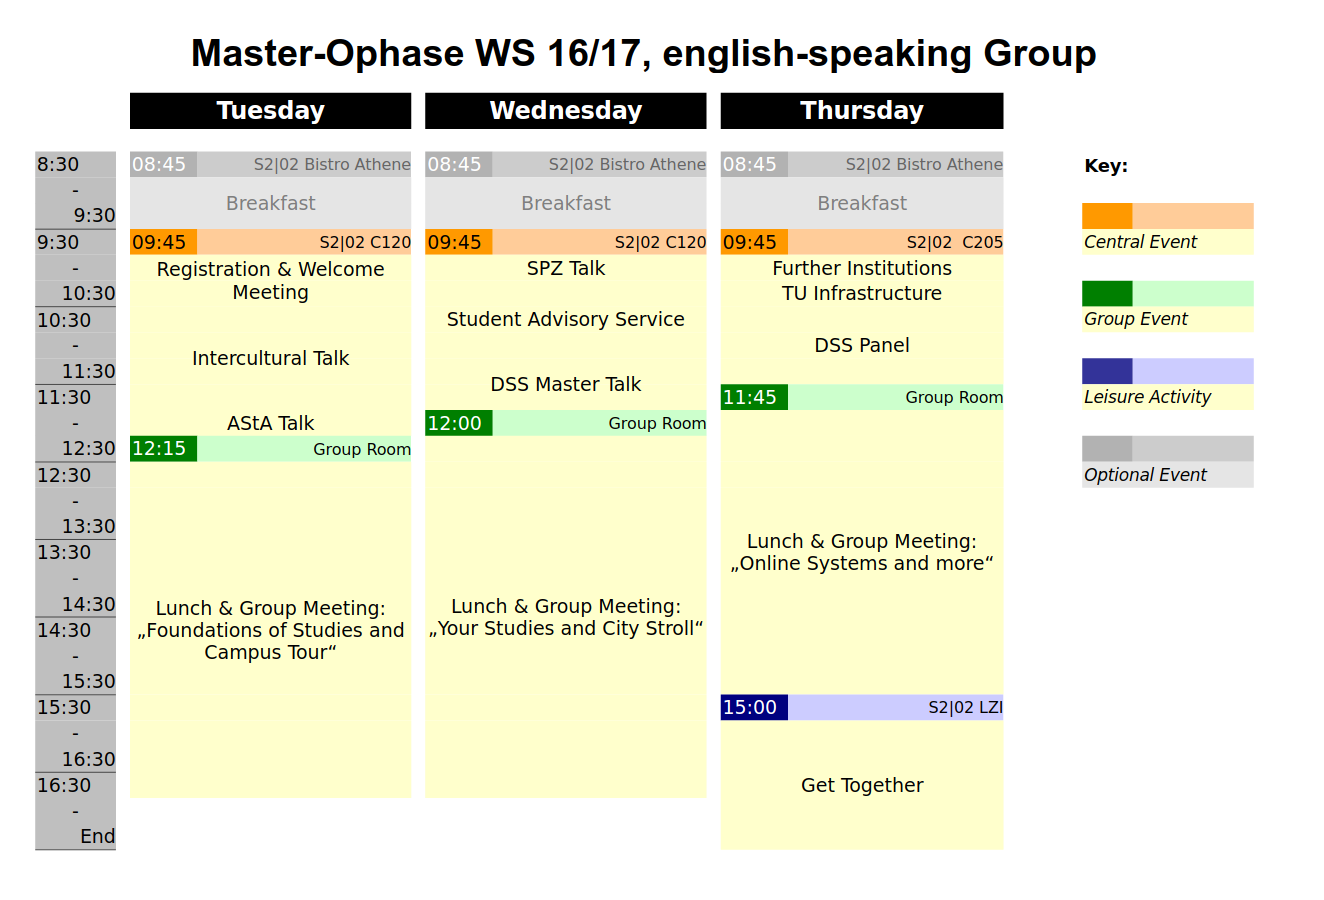 Master-Ophase WS 16/17, english-speaking Group
Tuesday
Wednesday
Thursday
8:30
-
9:30
9:30
-
10:30
10:30
-
11:30
11:30
-
12:30
12:30
-
13:30
13:30
-
14:30
14:30
-
15:30
15:30
-
16:30
16:30
-
End
08:45 S2|02 Bistro Athene
Breakfast
09:45 S2|02 C120
Registration & Welcome
Meeting
Intercultural Talk
AStA Talk
12:15 Group Room
Lunch & Group Meeting:
„Foundations of Studies and
Campus Tour“
08:45 S2|02 Bistro Athene
Breakfast
09:45 S2|02 C120
SPZ Talk
Student Advisory Service
DSS Master Talk
12:00 Group Room
Lunch & Group Meeting:
„Your Studies and City Stroll“
08:45 S2|02 Bistro Athene
Breakfast
09:45 S2|02 C205
Further Institutions
TU Infrastructure
DSS Panel
11:45 Group Room
Lunch & Group Meeting:
„Online Systems and more“
15:00 S2|02 LZI
Get Together
Key:
Central Event
Group Event
Leisure Activity
Optional Event